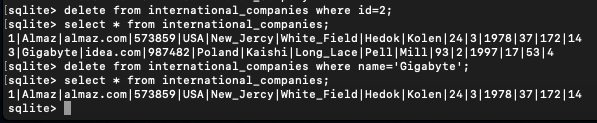 [sqlite> delete from international_companies where id=2;
[sqlite> select * from international_companies;
1|Almaz|almaz.com|573859|USA|New_Jercy|White_Field|Hedok|Kolen|24|3|1978|37|172|14
3|Gigabyte|idea.com|987482|Poland|Kaishi|Long_Lace|Pell|Mill|93|2|1997|17|53|4
[sqlite> delete from international_companies where name='Gigabyte';
[sqlite> select * from international_companies;
1|Almaz|almaz.com|573859|USA|New_Jercy|White_Field|Hedok|Kolen|24|3|1978|37|172|14
sqlite>